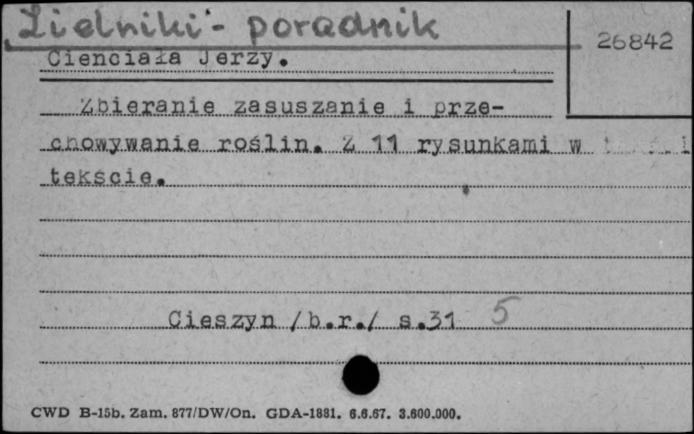 Zielniki - poradnik
26842
Cienciała Jerzy.
Zbieranie zasuszanie i prze-
chowywanie roślin. Z 11 rysunkami w
tekście.
Cieszyn /b.r./ s.31 5
CWD B-15b. Zam. 877/DW/On. GDA-1881. 6.6.67. 3.600.000.